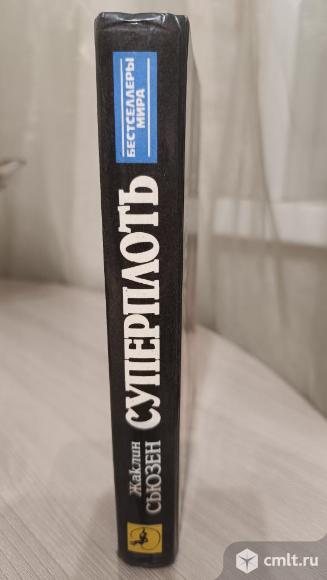 Жаклин
СЬЮЗЕН
СУПЕРПЛОТЬ
БЕСТСЕЛЛЕРЫ
МИРА
cmlt.ru